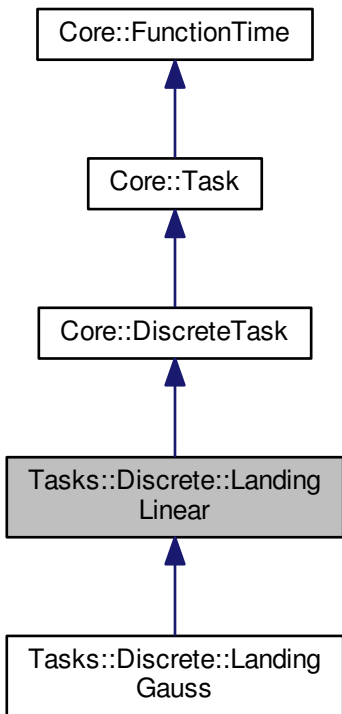 Core::FunctionTime
Core::Task
Core::DiscreteTask
Tasks::Discrete::Landing
Linear
Tasks::Discrete::Landing
Gauss